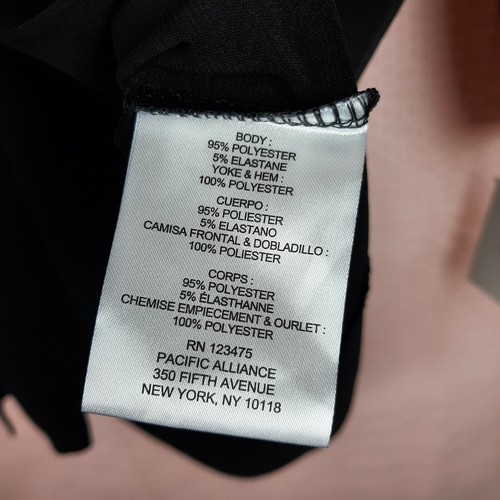 BODY :
95% POLYESTER
5% ELASTANE
YOKE & HEM :
100% POLYESTER
CUERPO :
95% POLIESTER
5% ELASTANO
CAMISA FRONTAL & DOBLADILLO :
100% POLIESTER
CORPS :
95% POLYESTER
5% ÉLASTHANNE
CHEMISE EMPIECEMENT & OURLET :
100% POLYESTER
RN 123475
PACIFIC ALLIANCE
350 FIFTH AVENUE
NEW YORK, NY 10118